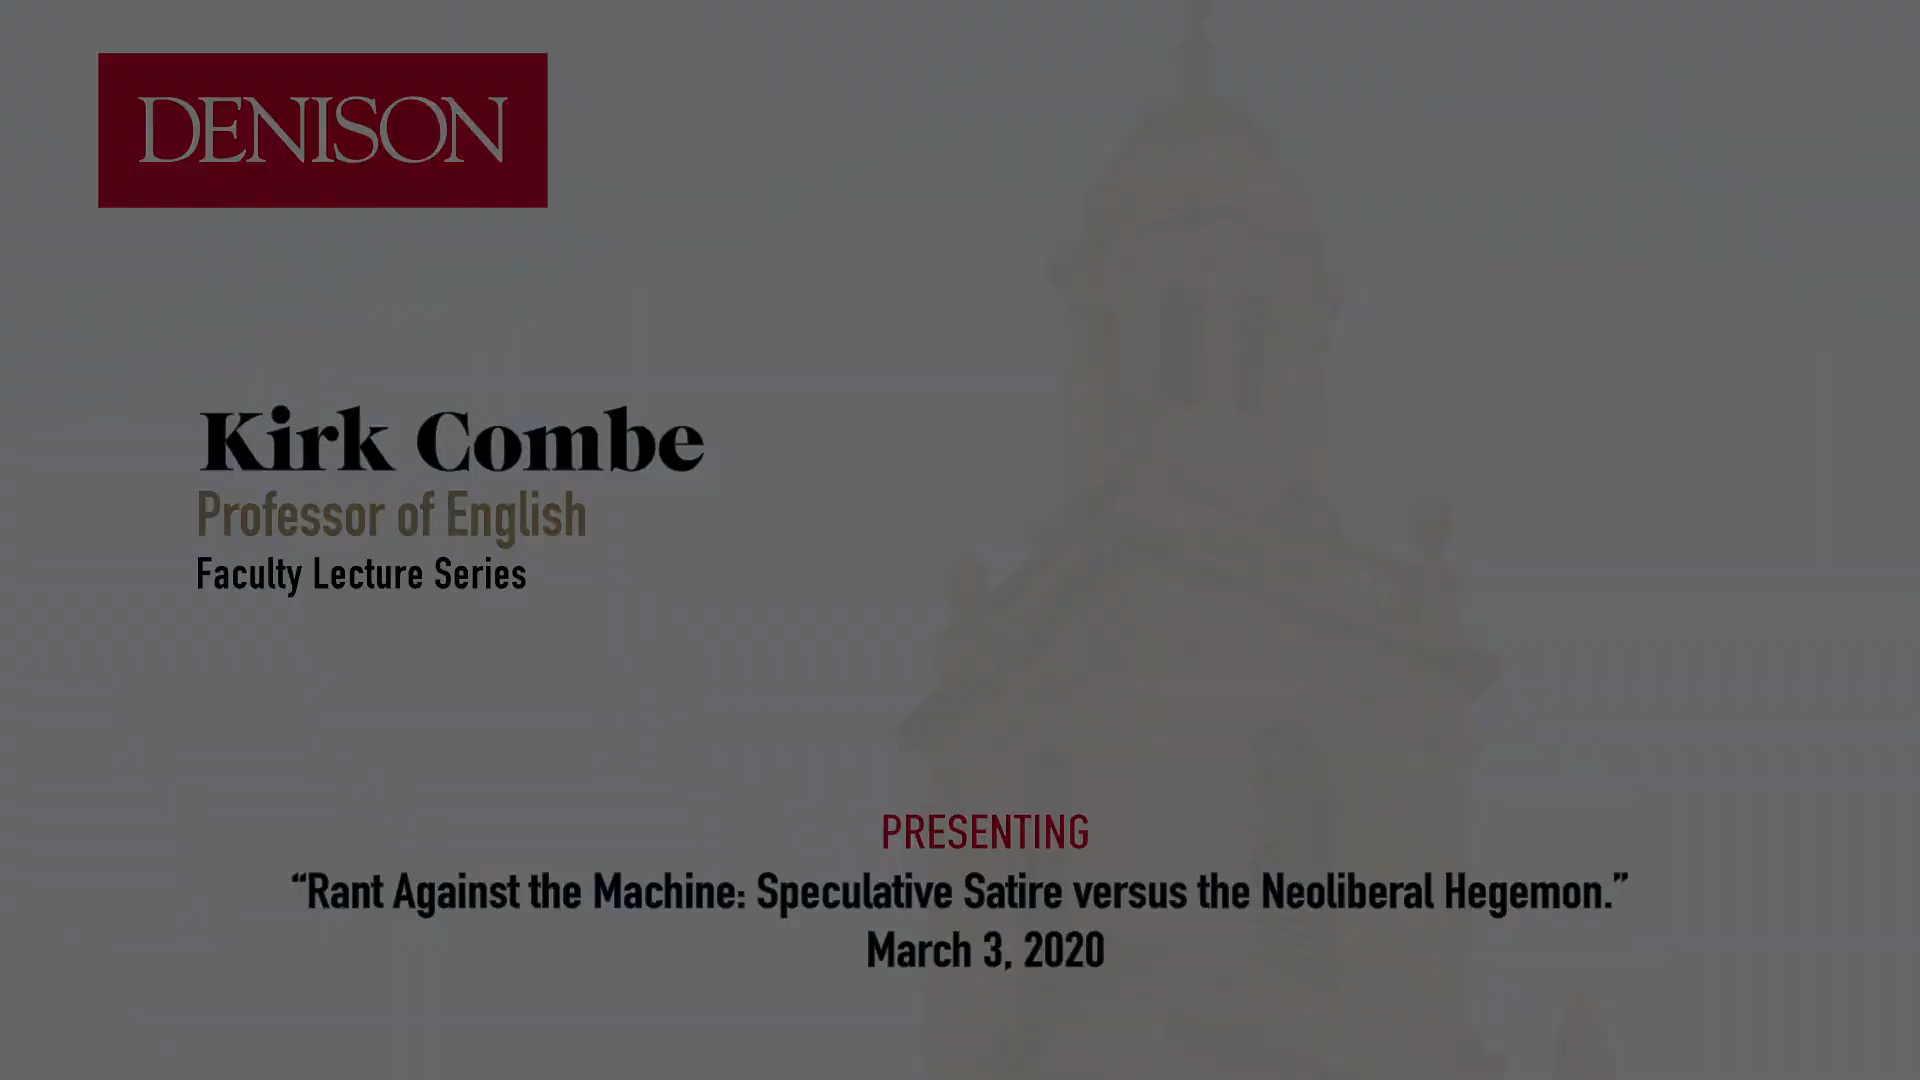 DENISON
Kirk Combe
Professor of English
Faculty Lecture Series
PRESENTING
“Rant Against the Machine: Speculative Satire versus the Neoliberal Hegemon.”
March 3, 2020